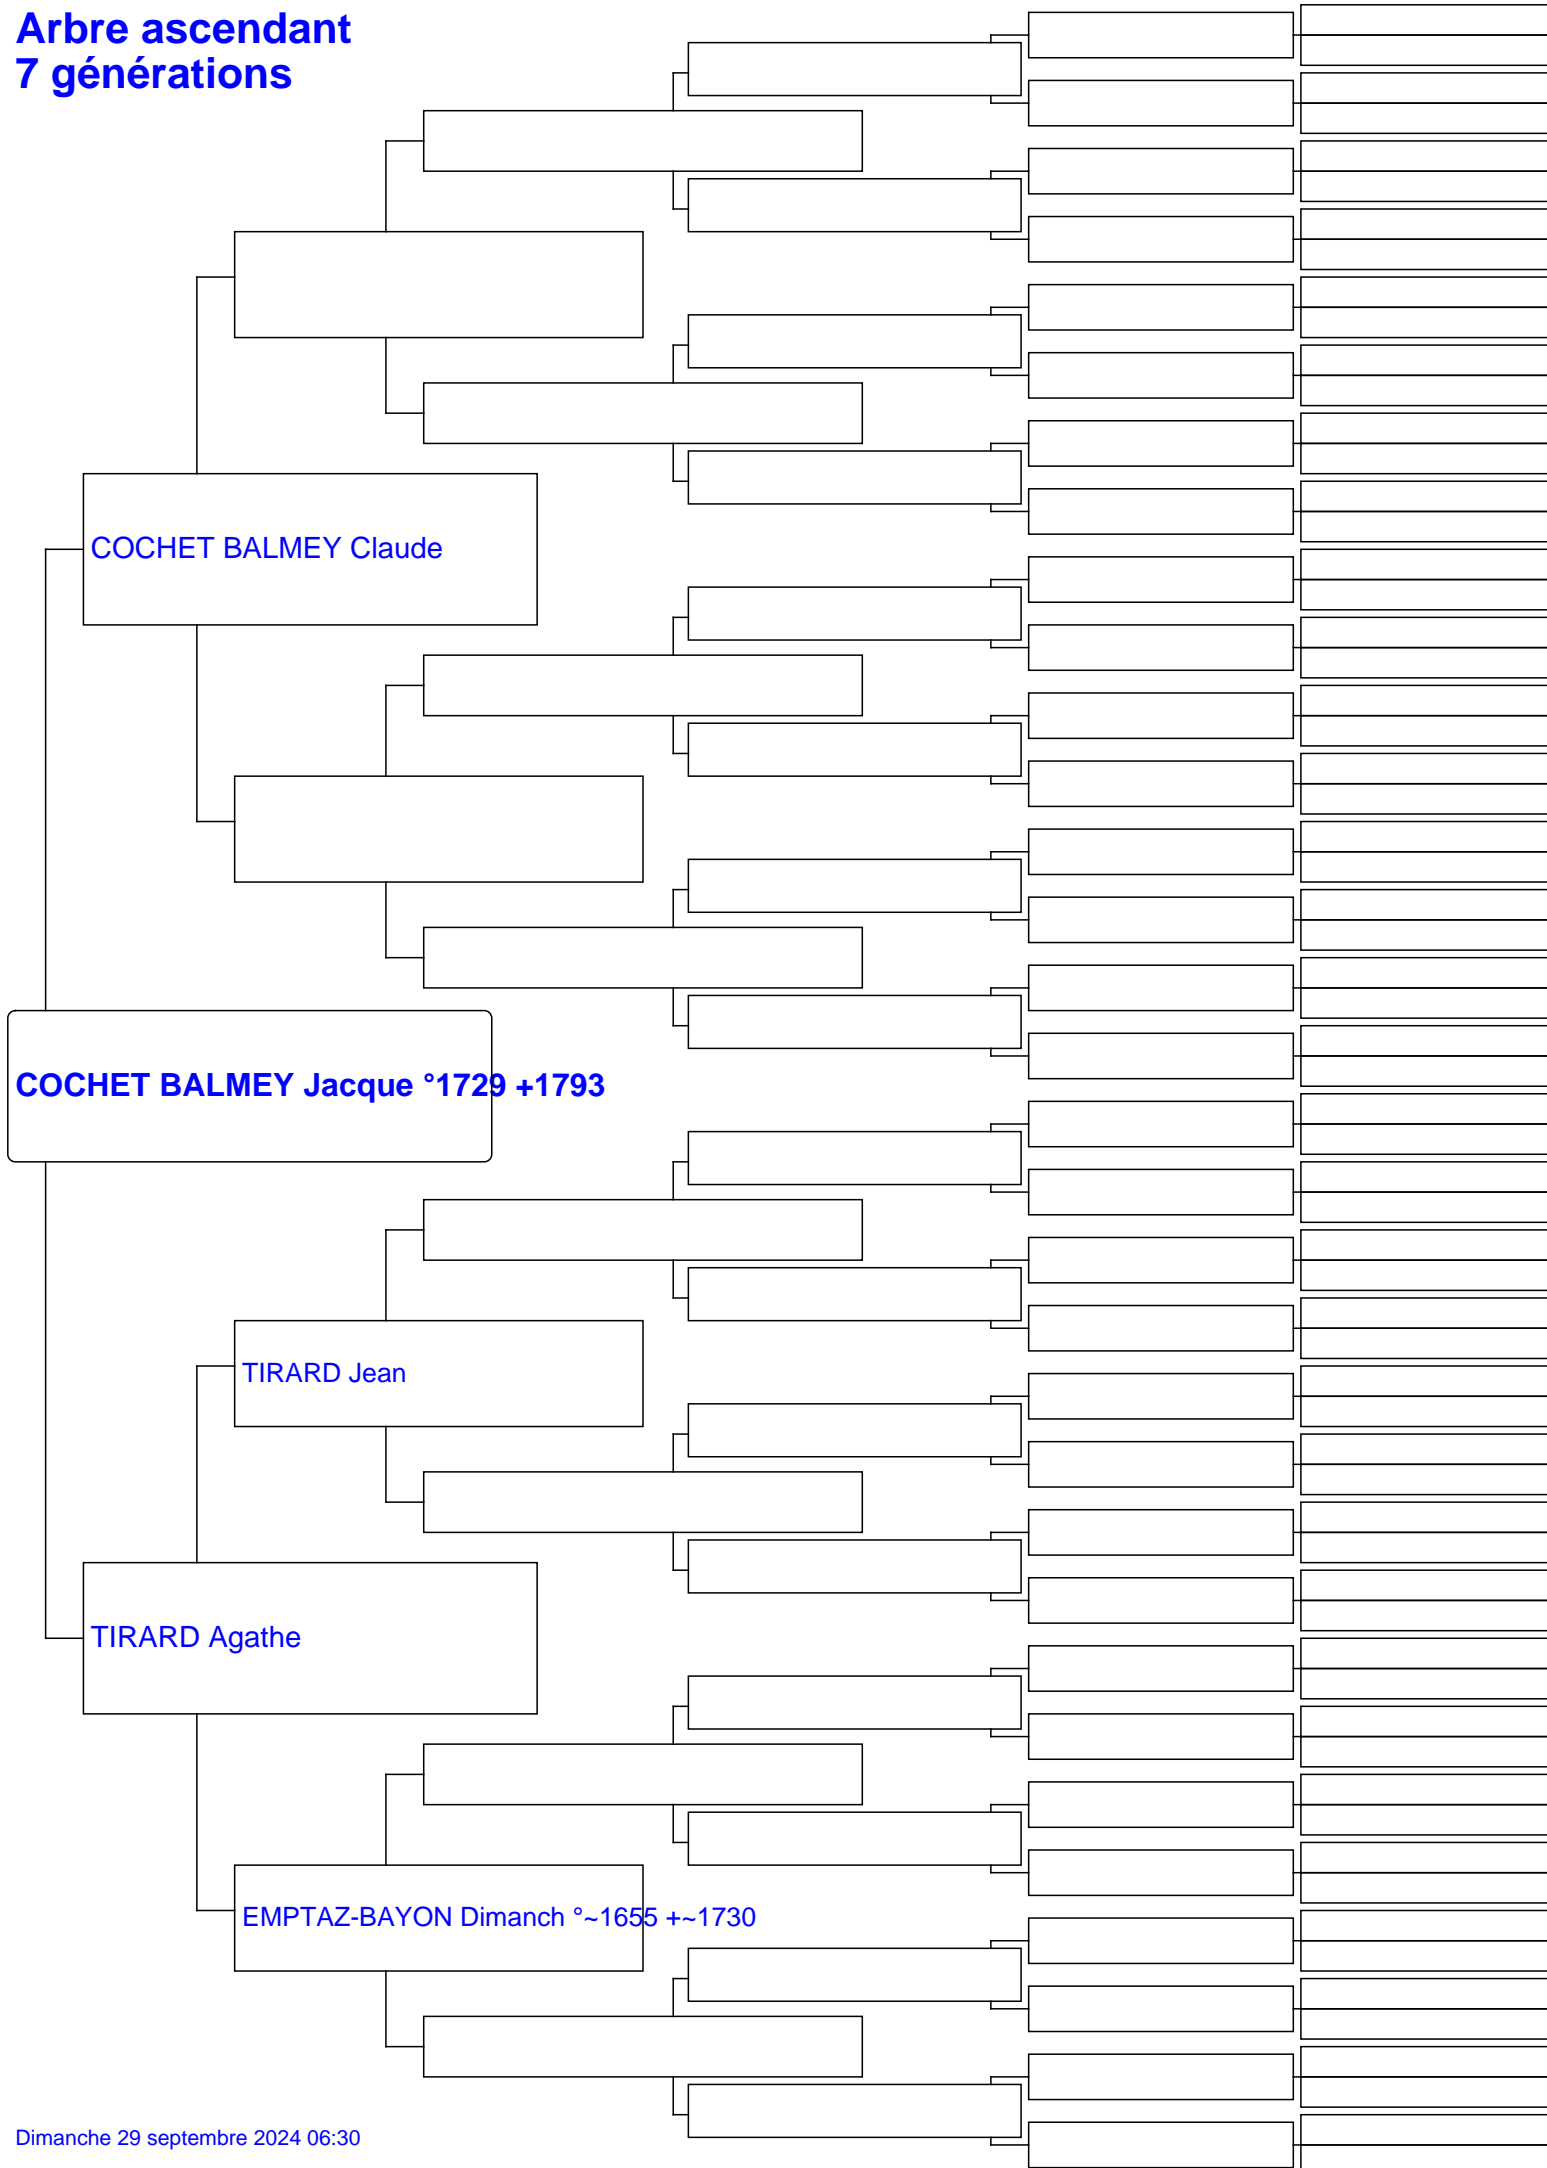 Arbre ascendant
7 générations
COCHET BALMEY Claude
COCHET BALMEY Jacque °1729 +1793
TIRARD Jean
TIRARD Agathe
EMPTAZ-BAYON Dimanch °~1655 +~1730
Dimanche 29 septembre 2024 06:30